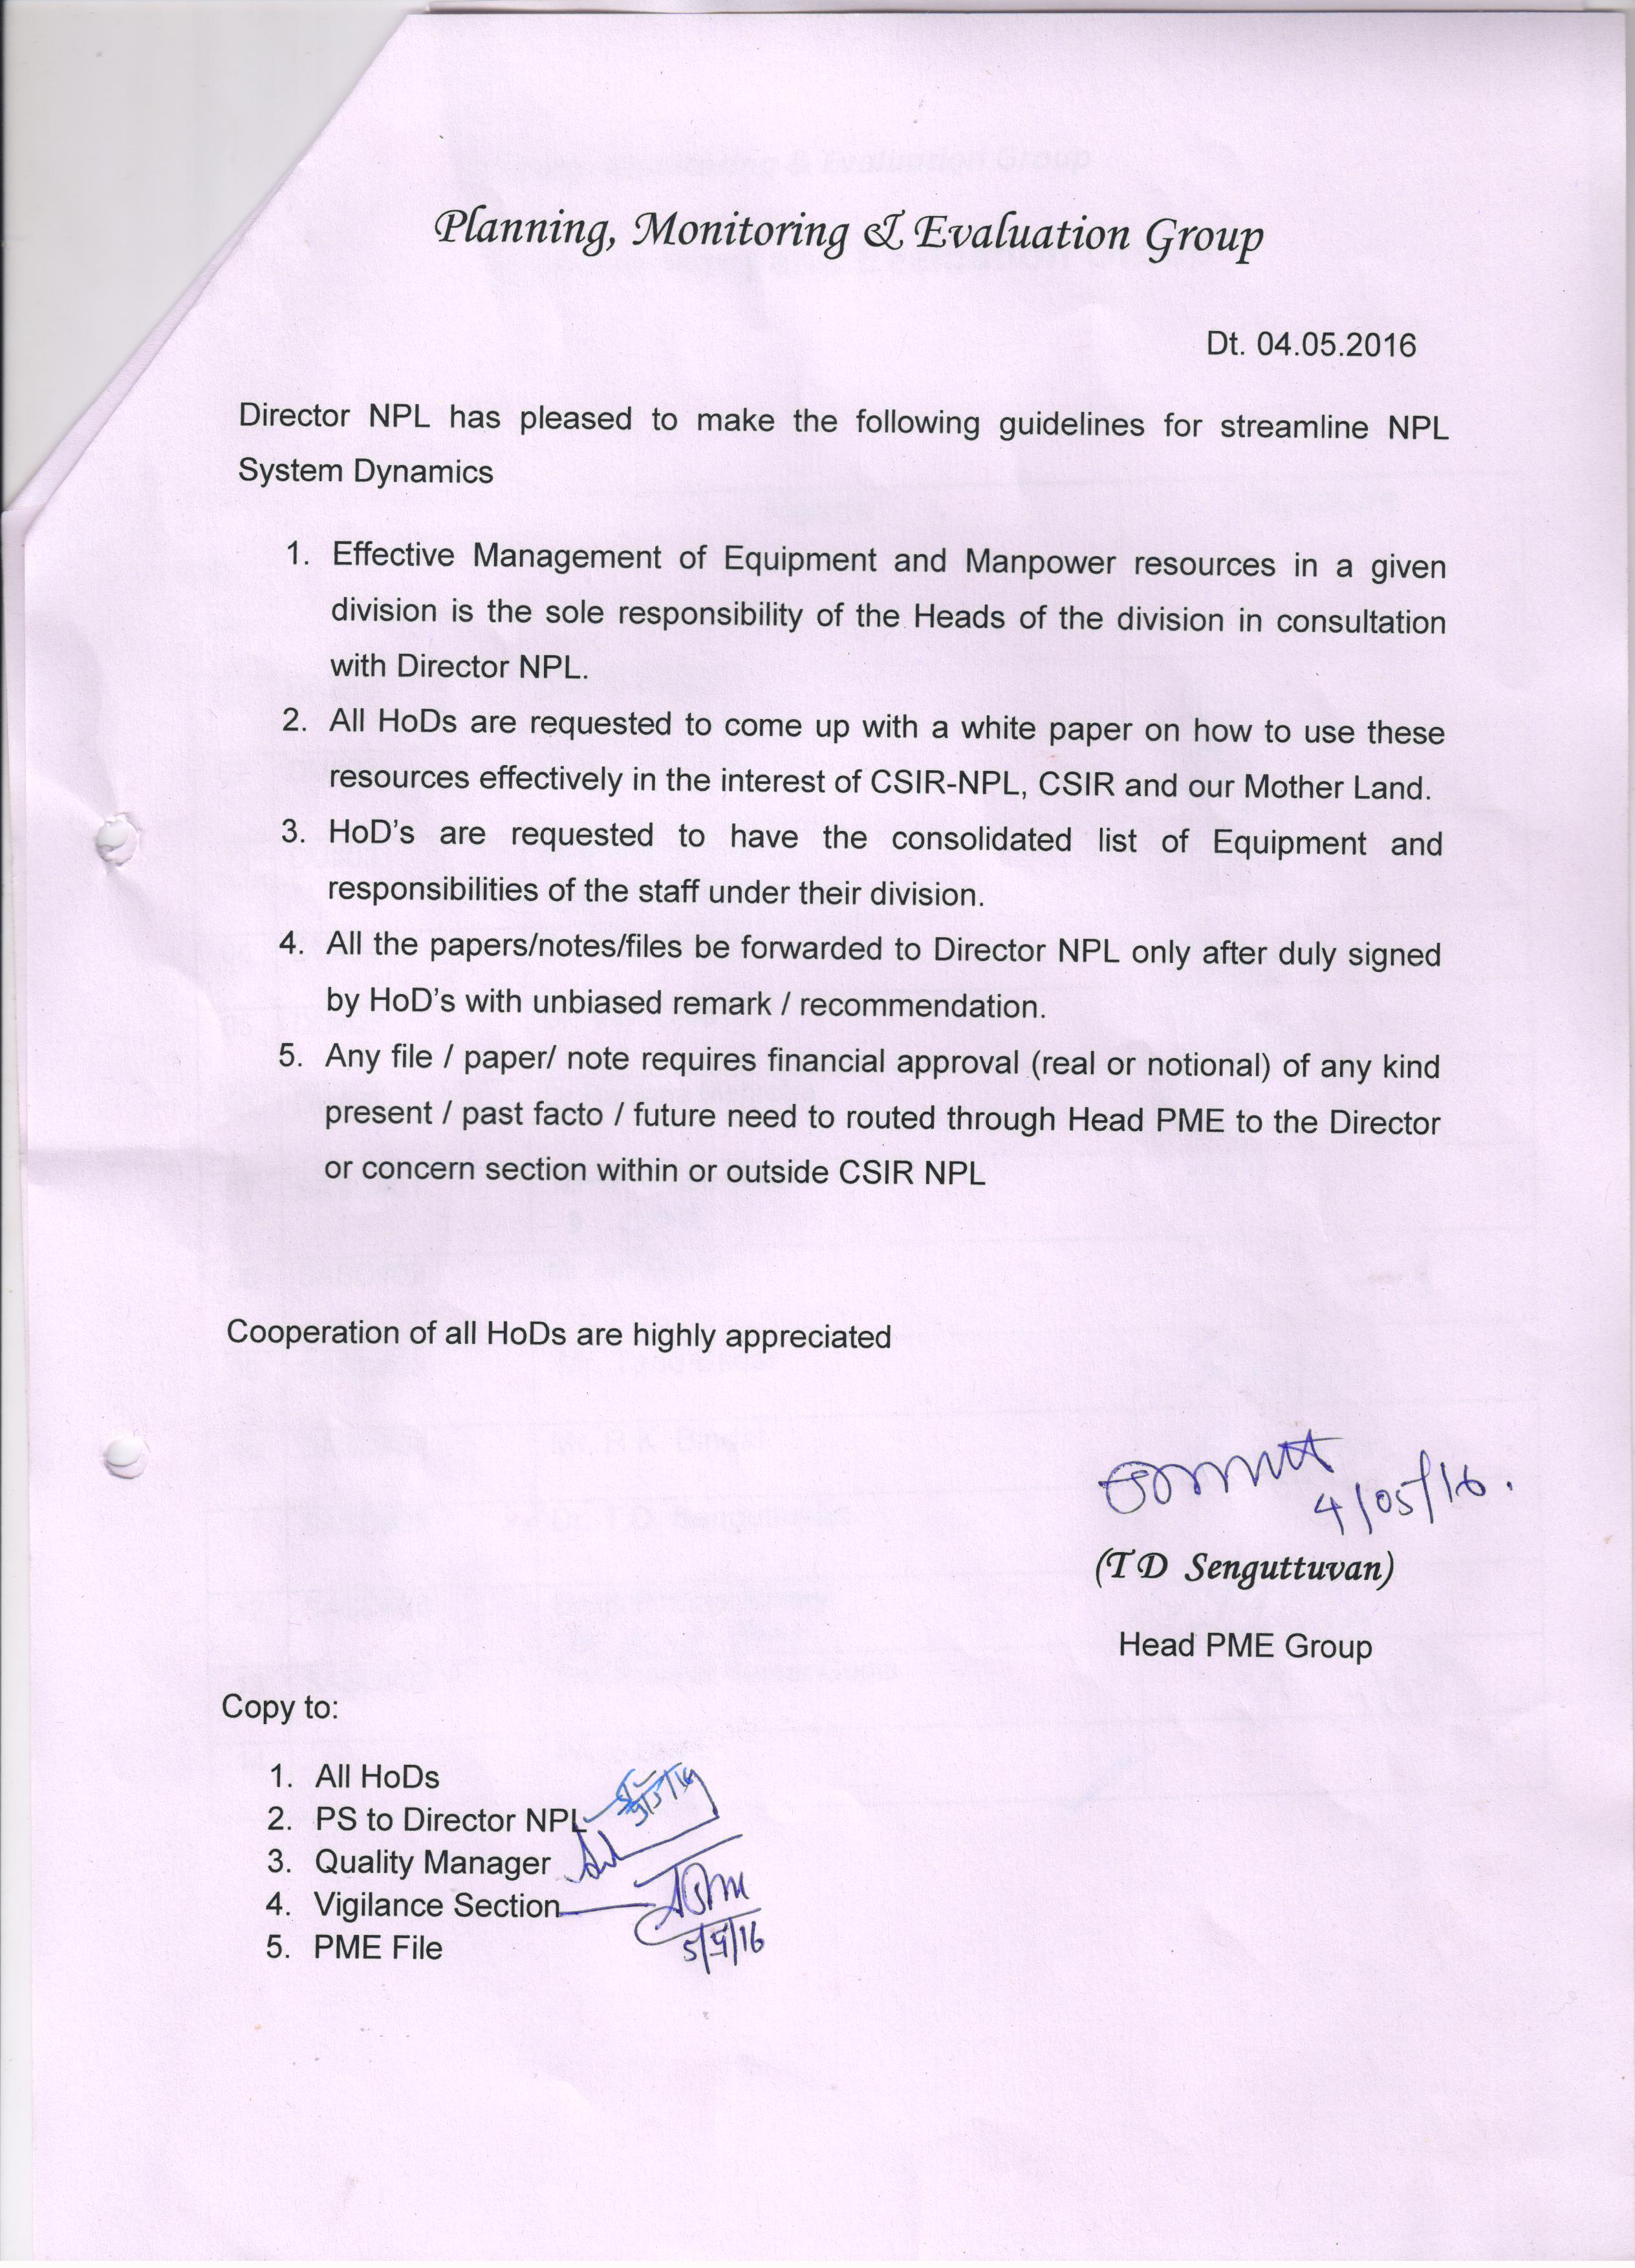 Planning, Monitoring & Evaluation Group
Dt. 04.05.2016
Director NPL has pleased to make the following guidelines for streamline NPL
System Dynamics
1. Effective Management of Equipment and Manpower resources in a given
division is the sole responsibility of the Heads of the division in consultation
with Director NPL.
2. All HoDs are requested to come up with a white paper on how to use these
resources effectively in the interest of CSIR-NPL, CSIR and our Mother Land.
3. HoD's are requested to have the consolidated list of Equipment and
responsibilities of the staff under their division.
4. All the papers/notes/files be forwarded to Director NPL only after duly signed
by HoD's with unbiased remark / recommendation.
5. Any file / paper/ note requires financial approval (real or notional) of any kind
present / past facto / future need to routed through Head PME to the Director
or concern section within or outside CSIR NPL
Cooperation of all HoDs are highly appreciated
4/05/16.
(T D Senguttuvan)
Head PME Group
Copy to:
1. All HoDs
2. PS to Director NPL
3. Quality Manager
4. Vigilance Section
5. PME File
5/5/16